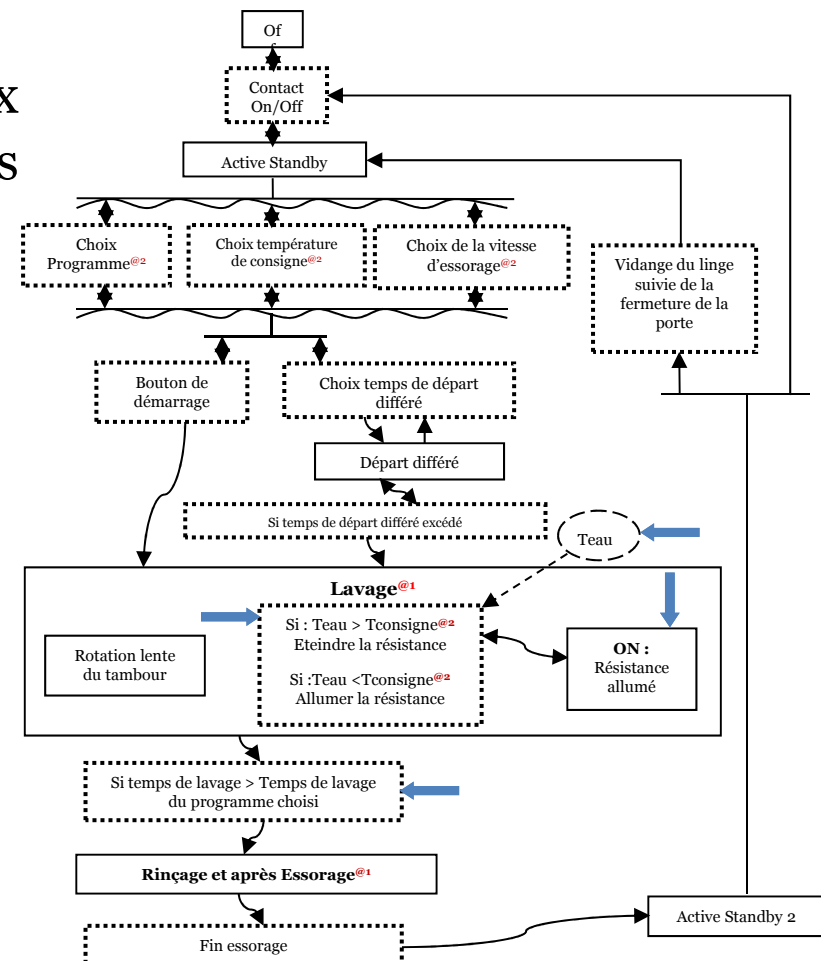 Of
x
s
Contact
On/Off
Active Standby
Choix
Programme@2
Choix température
de consigne@2
Choix de la vitesse
d'essorage@2
Vidange du linge
suivie de la
fermeture de la
porte
Bouton de
démarrage
Choix temps de départ
différé
Départ différé
Si temps de départ différé excédé
Teau
Lavage@1
Rotation lente
du tambour
Si : Teau > Tconsigne@2
Eteindre la résistance
Si :Teau <Tconsigne@2
Allumer la résistance
ON :
Résistance
allumé
Si temps de lavage > Temps de lavage
du programme choisi
Rinçage et après Essorage@1
Active Standby 2
Fin essorage